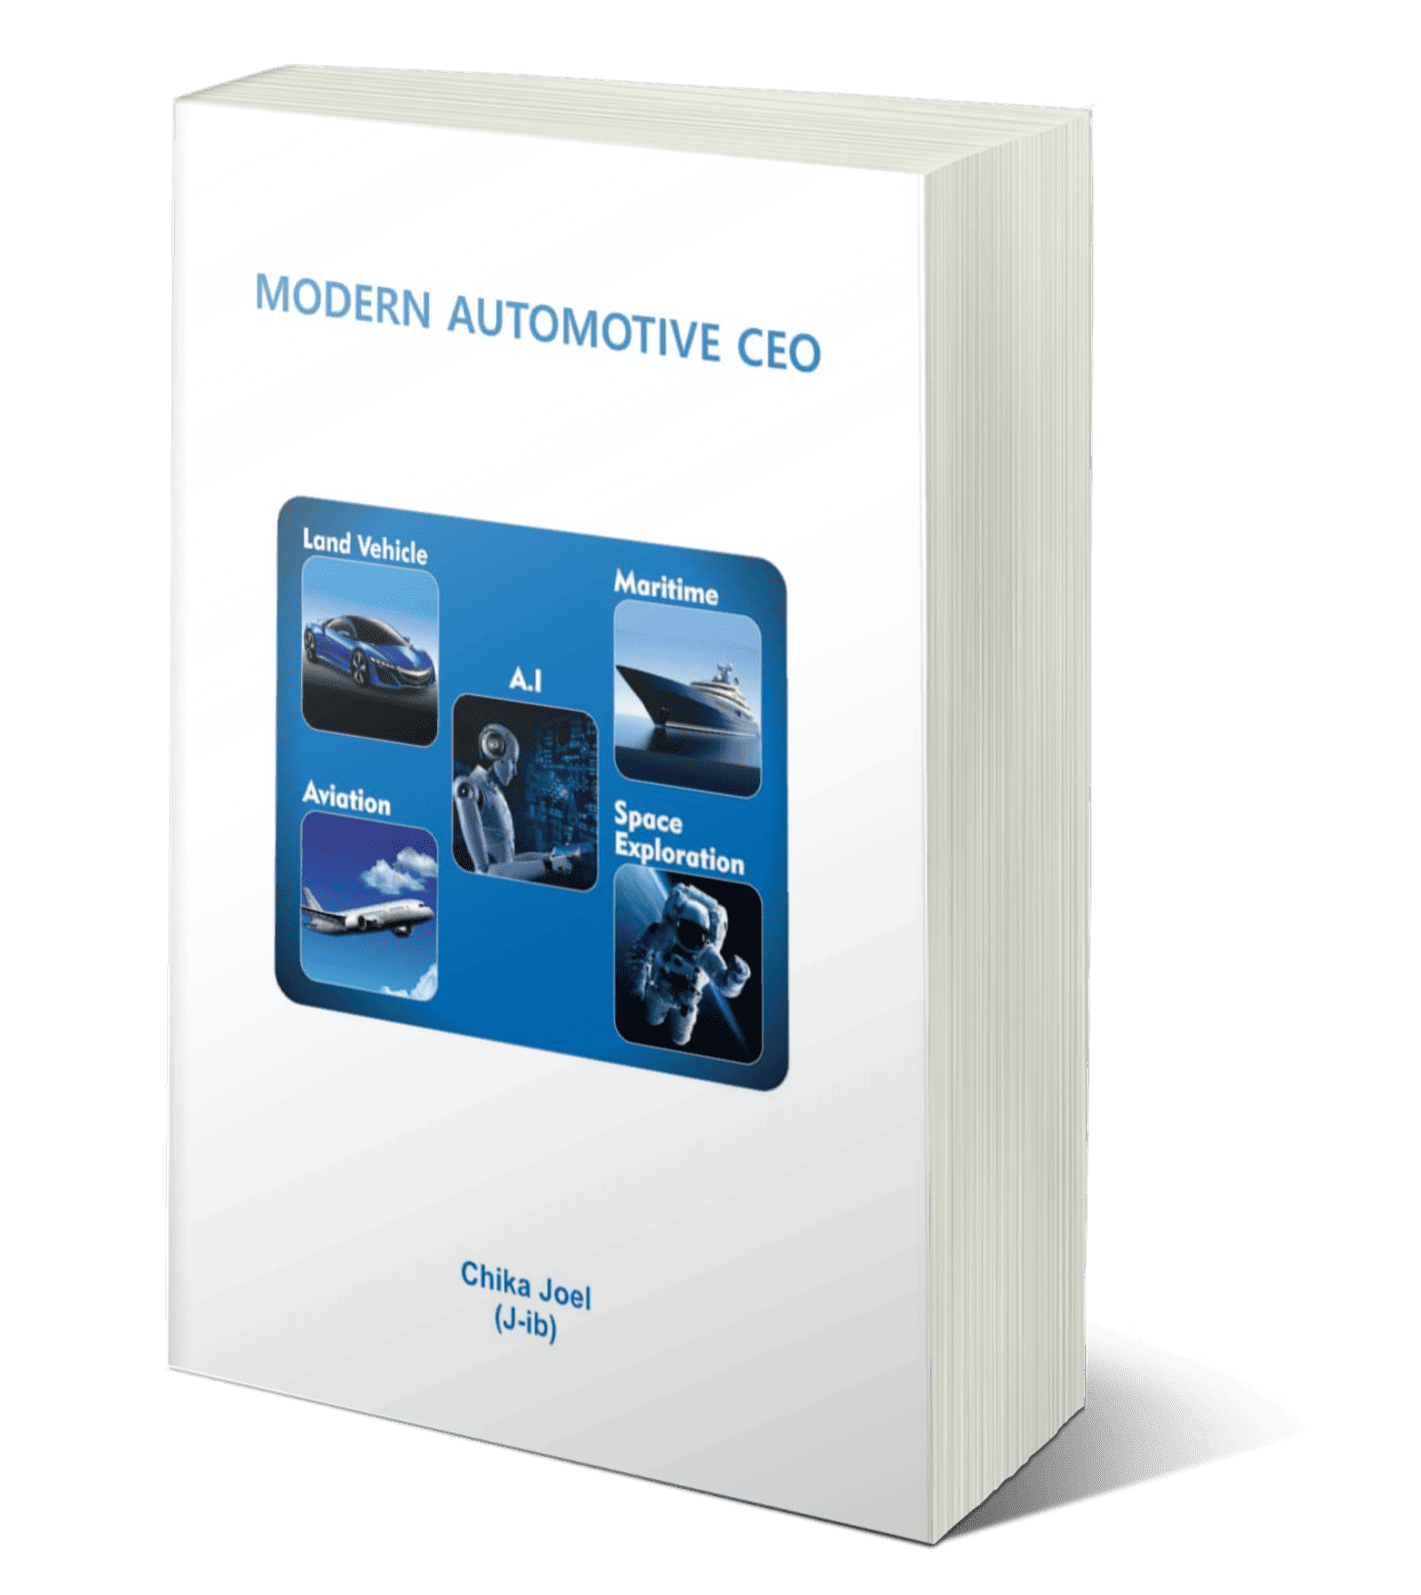 MODERN AUTOMOTIVE CEO
Land Vehicle
Maritime
A.I
Aviation
Space
Exploration
Chika Joel
(J-ib)